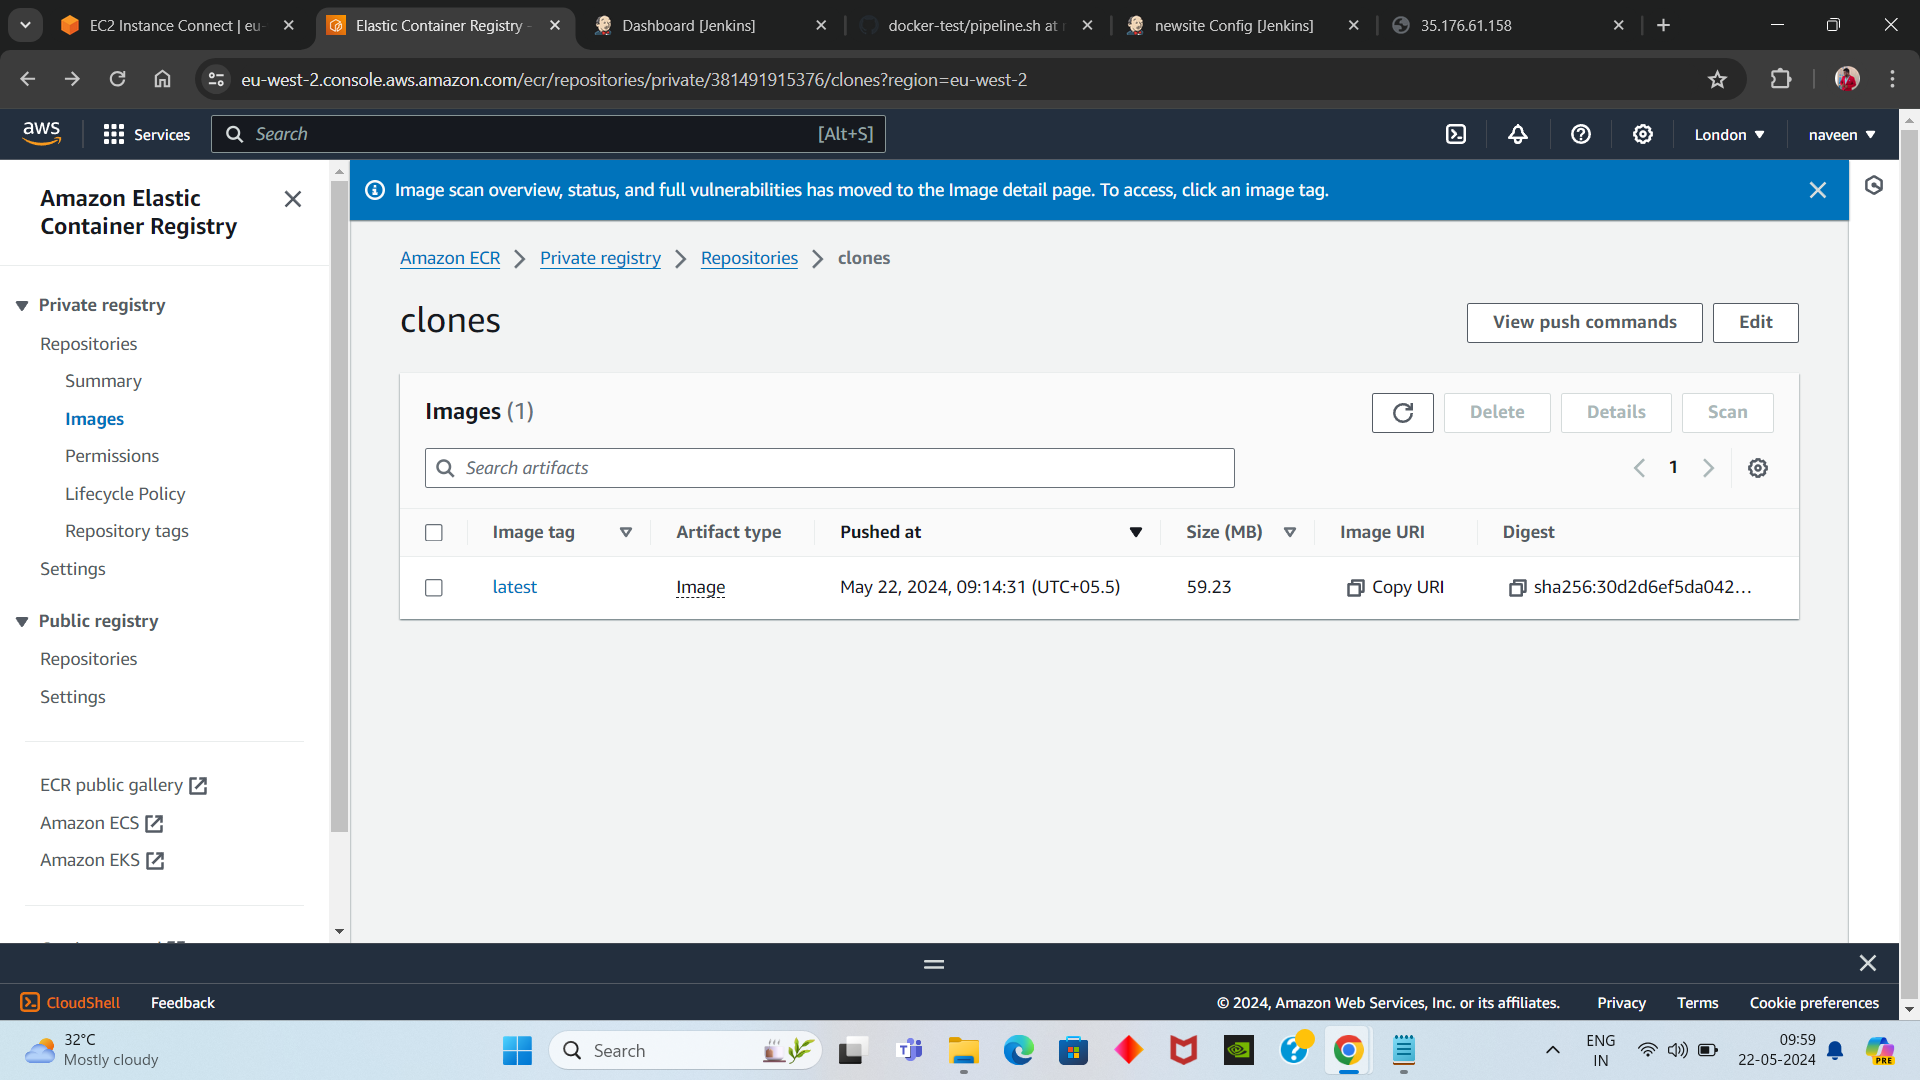 EC2 Instance Connect | eu-
Elastic Container Registry -
Dashboard [Jenkins]
docker-test/pipeline.sh at
newsite Config [Jenkins]
35.176.61.158
eu-west-2.console.aws.amazon.com/ecr/repositories/private/381491915376/clones?region=eu-west-2
aws
Services
Search
[Alt+S]
London
naveen
Amazon Elastic
Container Registry
Private registry
Repositories
Summary
Images
Permissions
Lifecycle Policy
Repository tags
Settings
Public registry
Repositories
Settings
ECR public gallery
Amazon ECS
Amazon EKS
Image scan overview, status, and full vulnerabilities has moved to the Image detail page. To access, click an image tag.
Amazon ECR
Private registry
Repositories
clones
clones
View push commands
Edit
Images (1)
Delete
Details
Scan
Search artifacts
1
Image tag
Artifact type
Pushed at
Size (MB)
Image URI
Digest
latest
Image
May 22, 2024, 09:14:31 (UTC+05.5)
59.23
Copy URI
sha256:30d2d6ef5da042...
CloudShell
Feedback
© 2024, Amazon Web Services, Inc. or its affiliates.
Privacy
Terms
Cookie preferences
32°C
Mostly cloudy
Search
ENG
IN
09:59
22-05-2024
PRE